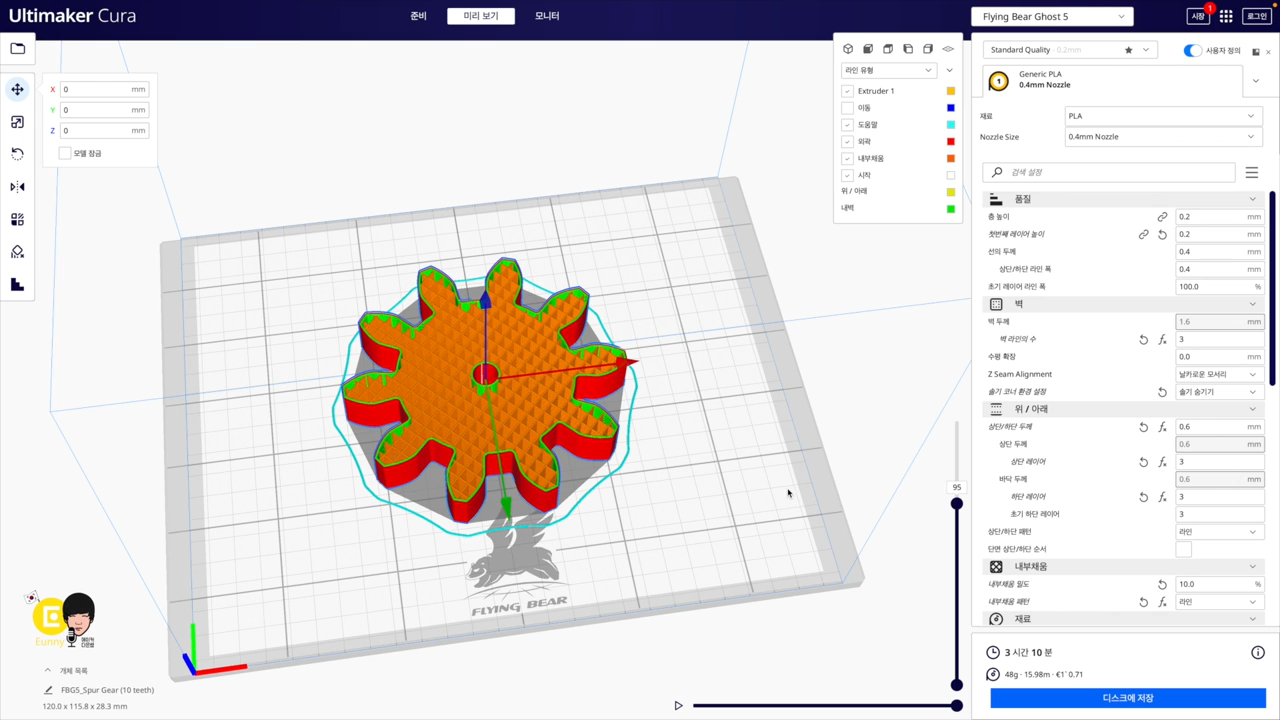 Ultimaker Cura
준비
미리 보기
모니터
Flying Bear Ghost 5
시장
1
로그인
X 0 mm
Y 0 mm
Z 0 mm
모델 잠금
라인 유형
Extruder 1
이동
도움말
외곽
내부채움
시작
위 / 아래
내벽
Standard Quality - 0.2mm
사용자 정의
1
Generic PLA
0.4mm Nozzle
재료 PLA
Nozzle Size 0.4mm Nozzle
검색 설정
품질
층 높이 0.2 mm
첫번째 레이어 높이 0.2 mm
선의 두께 0.4 mm
상단/하단 라인 폭 0.4 mm
초기 레이어 라인 폭 100.0 %
벽
벽 두께 1.6 mm
벽 라인의 수 3
수평 확장 0.0 mm
Z Seam Alignment 날카로운 모서리
솔기 코너 환경 설정 솔기 숨기기
위 / 아래
상단/하단 두께 0.6 mm
상단 두께 0.6 mm
상단 레이어 3
바닥 두께 0.6 mm
하단 레이어 3
초기 하단 레이어 3
상단/하단 패턴 라인
단면 상단/하단 순서
내부채움
내부채움 밀도 10.0 %
내부채움 패턴 라인
재료
95
FLYING BEAR
Eunny
메이커
다은쌤
개체 목록
FBG5_Spur Gear (10 teeth)
120.0 x 115.8 x 28.3 mm
3 시간 10 분
48g · 15.98m · €1`0.71
디스크에 저장